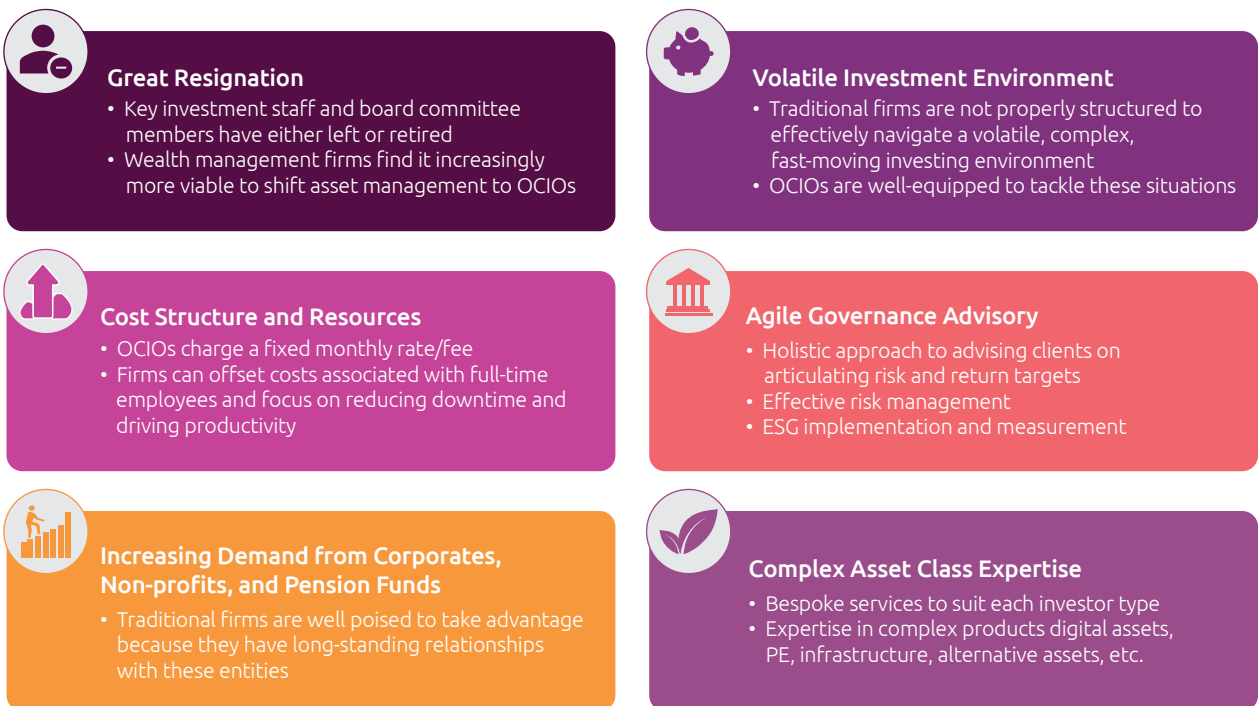 Great Resignation
• Key investment staff and board committee
members have either left or retired
• Wealth management firms find it increasingly
more viable to shift asset management to OCIOs
Volatile Investment Environment
• Traditional firms are not properly structured to
effectively navigate a volatile, complex,
fast-moving investing environment
• OCIOs are well-equipped to tackle these situations
Cost Structure and Resources
• OCIOs charge a fixed monthly rate/fee
• Firms can offset costs associated with full-time
employees and focus on reducing downtime and
driving productivity
Agile Governance Advisory
• Holistic approach to advising clients on
articulating risk and return targets
• Effective risk management
• ESG implementation and measurement
Increasing Demand from Corporates,
Non-profits, and Pension Funds
• Traditional firms are well poised to take advantage
because they have long-standing relationships
with these entities
Complex Asset Class Expertise
• Bespoke services to suit each investor type
• Expertise in complex products digital assets,
PE, infrastructure, alternative assets, etc.